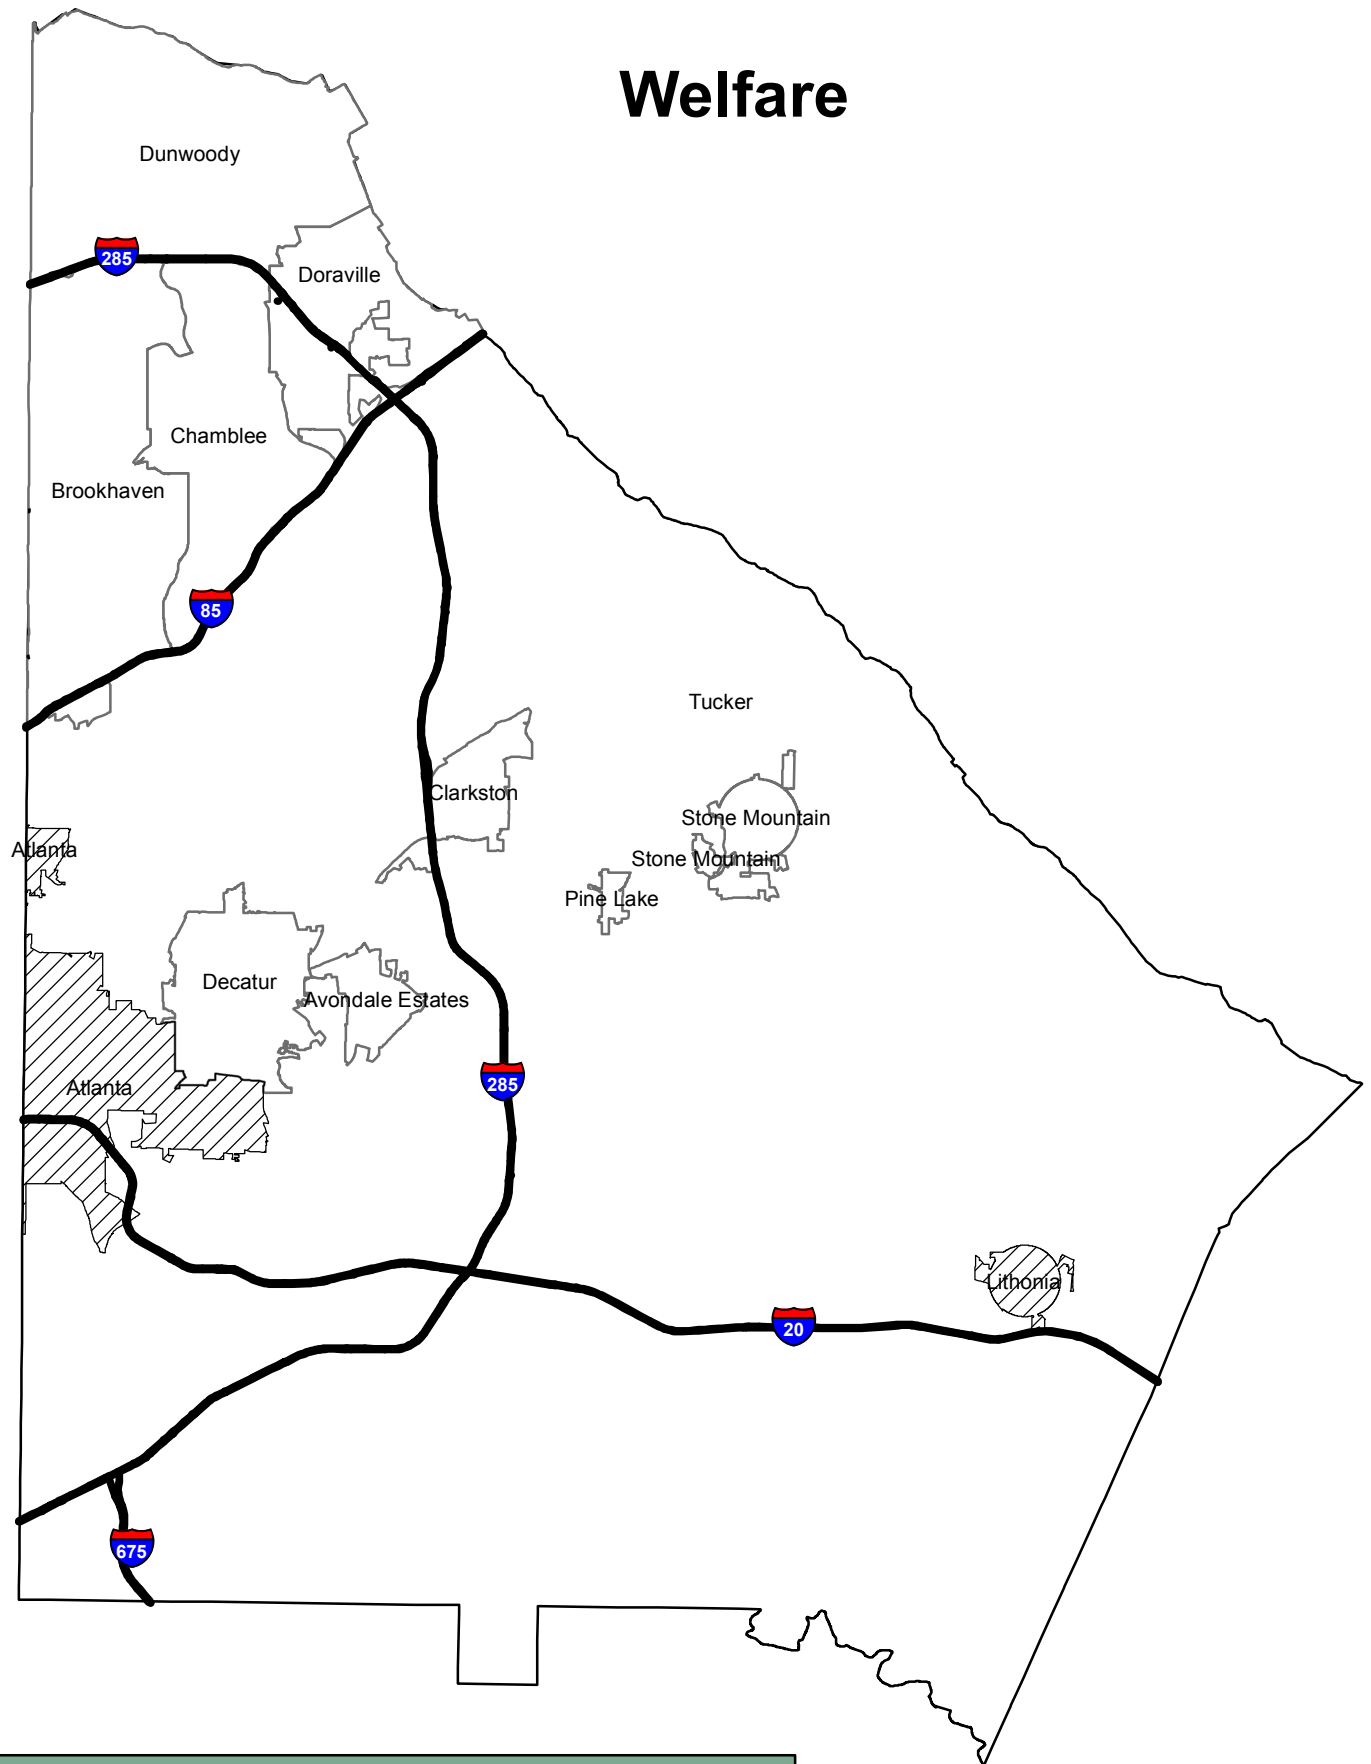 Welfare
Dunwoody
285
Doraville
Chamblee
Brookhaven
85
Tucker
Clarkston
Stone Mountain
Atlanta
Stone Mountain
Pine Lake
Decatur
Avondale Estates
285
Atlanta
Lithonia
20
675